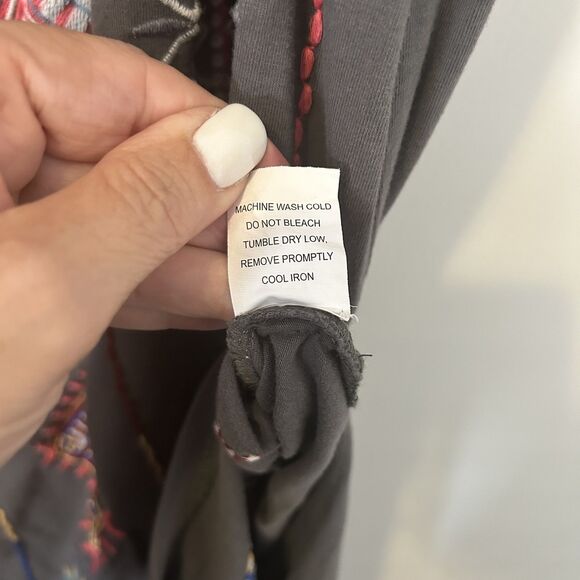 MACHINE WASH COLD
DO NOT BLEACH
TUMBLE DRY LOW,
REMOVE PROMPTLY
COOL IRON